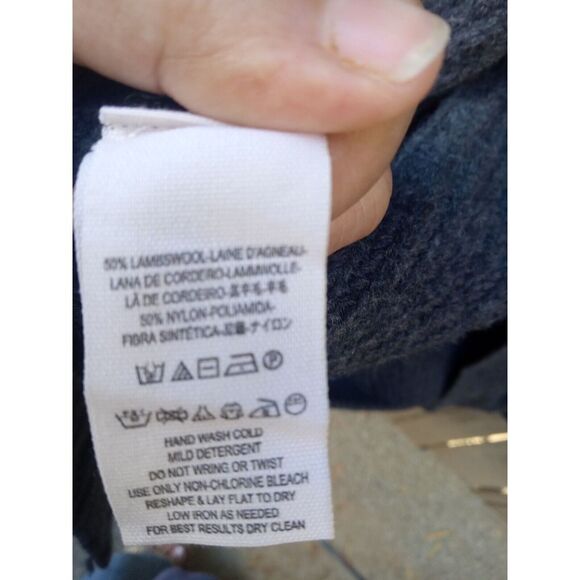 50% LAMBSWOOL-LAINE D'AGNEAU-
LANA DE CORDERO-LAMMWOLLE-
LÃ DE CORDEIRO-羔羊毛-羊毛
50% NYLON-POLIAMIDA-
FIBRA SINTÉTICA-尼龍-ナイロン
HAND WASH COLD
MILD DETERGENT
DO NOT WRING OR TWIST
USE ONLY NON-CHLORINE BLEACH
RESHAPE & LAY FLAT TO DRY
LOW IRON AS NEEDED
FOR BEST RESULTS DRY CLEAN